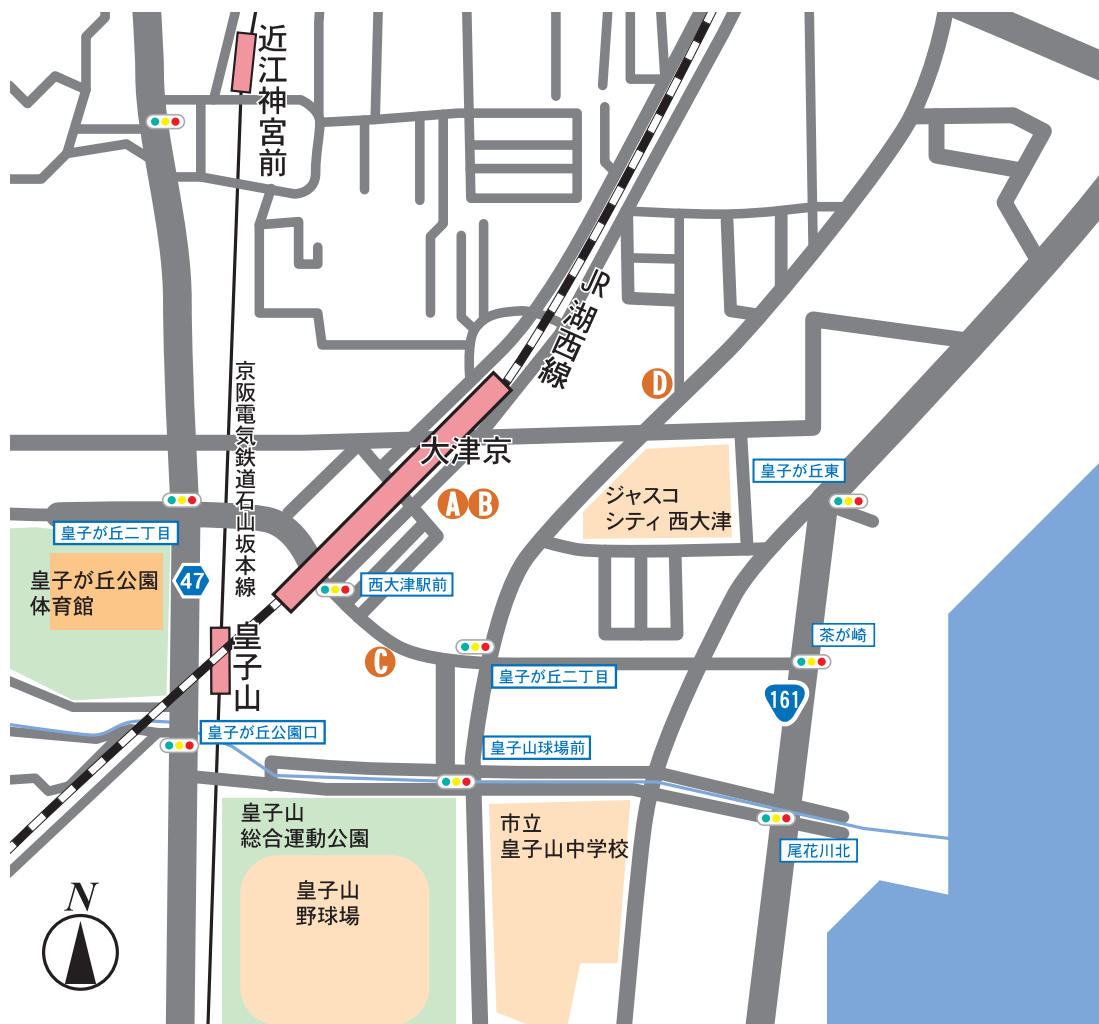 近江神宮前
JR湖西線
京阪電気鉄道石山坂本線
D
大津京
皇子が丘東
A B
ジャスコ
シティ 西大津
皇子が丘二丁目
皇子が丘公園
体育館
47
西大津駅前
皇子山
茶が崎
C
皇子が丘二丁目
161
皇子が丘公園口
皇子山球場前
皇子山
総合運動公園
市立
皇子山中学校
尾花川北
皇子山
野球場
N